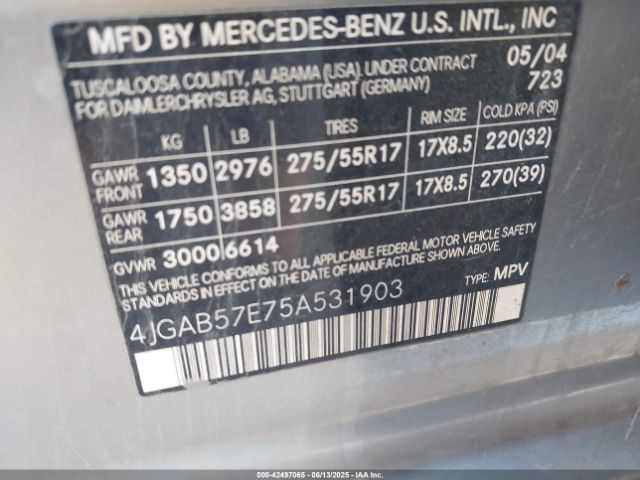 MFD BY MERCEDES-BENZ U.S. INTL., INC
TUSCALOOSA COUNTY, ALABAMA (USA). UNDER CONTRACT 05/04
FOR DAIMLERCHRYSLER AG, STUTTGART (GERMANY) 723
KG LB TIRES RIM SIZE COLD KPA (PSI)
GAWR FRONT 1350 2976 275/55R17 17X8.5 220(32)
GAWR REAR 1750 3858 275/55R17 17X8.5 270(39)
GVWR 3000 6614
THIS VEHICLE CONFORMS TO ALL APPLICABLE FEDERAL MOTOR VEHICLE SAFETY
STANDARDS IN EFFECT ON THE DATE OF MANUFACTURE SHOWN ABOVE.
4JGAB57E75A531903 TYPE: MPV
000-42497065 - 06/13/2025 - IAAI.COM